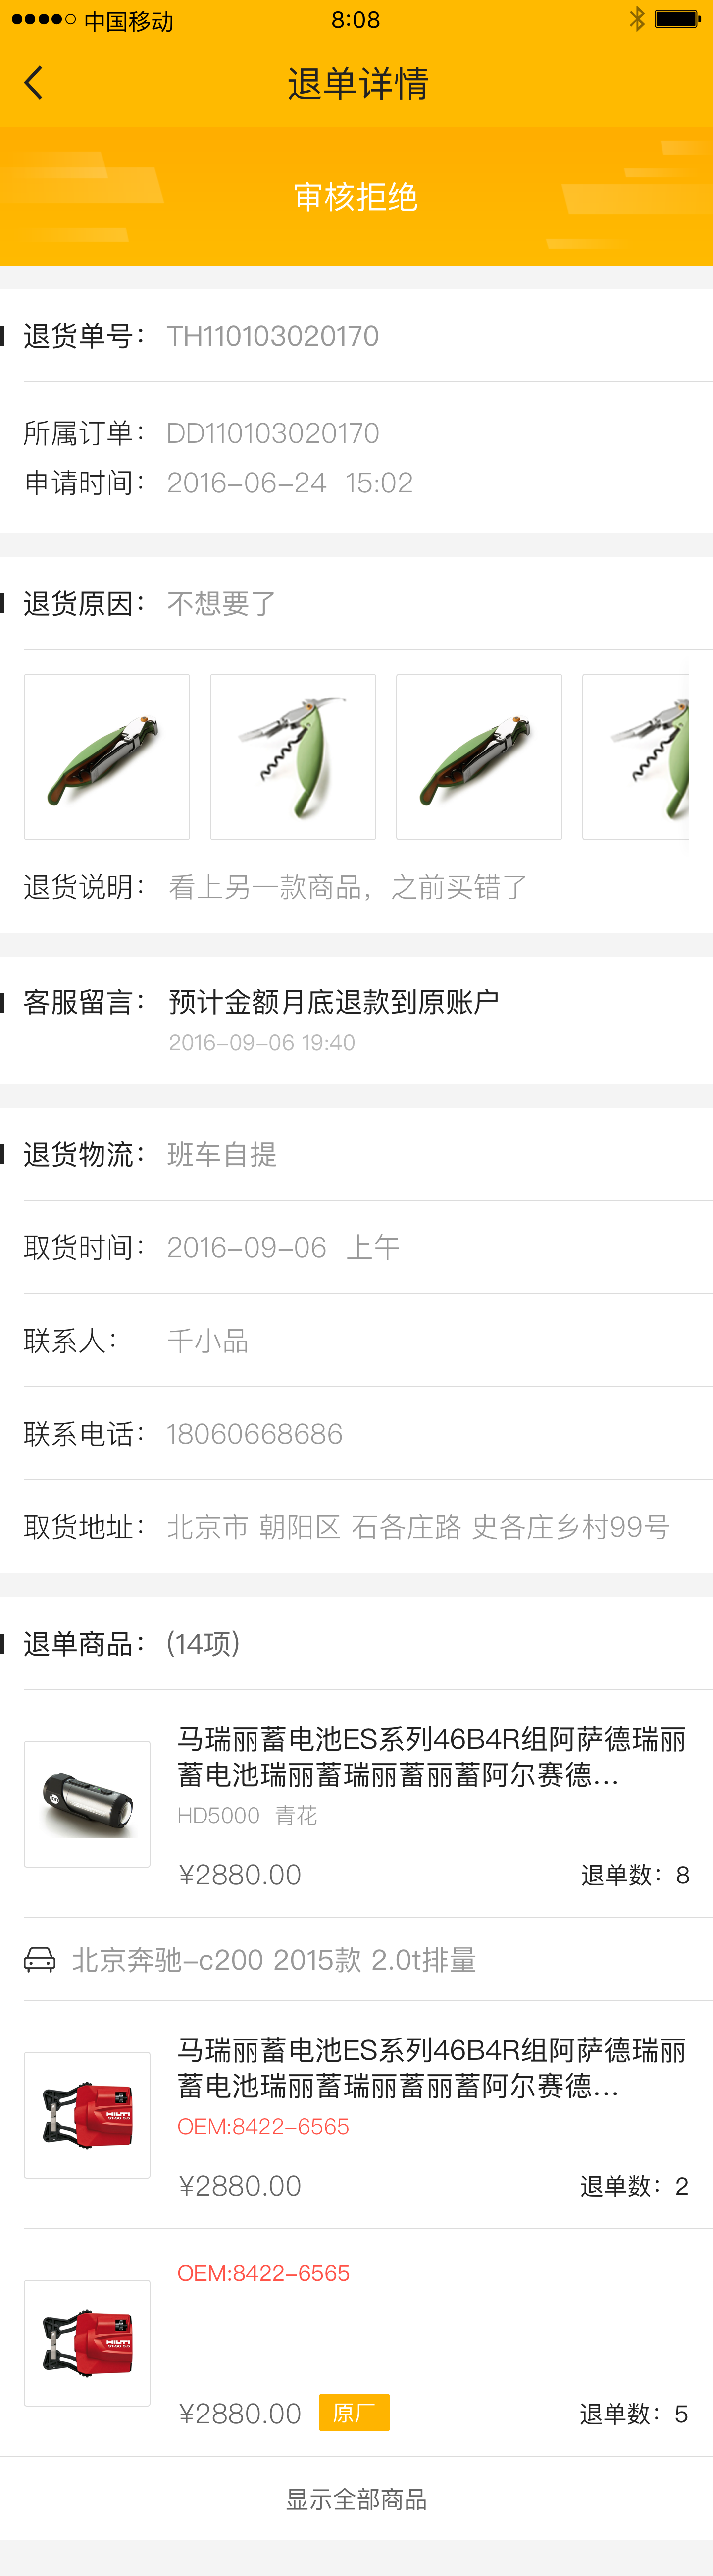 中国移动
8:08
退单详情
审核拒绝
退货单号： TH110103020170
所属订单： DD110103020170
申请时间： 2016-06-24 15:02
退货原因： 不想要了
退货说明： 看上另一款商品，之前买错了
客服留言： 预计金额月底退款到原账户
2016-09-06 19:40
退货物流： 班车自提
取货时间： 2016-09-06 上午
联系人： 千小品
联系电话： 18060668686
取货地址： 北京市 朝阳区 石各庄路 史各庄乡村99号
退单商品： (14项)
马瑞丽蓄电池ES系列46B4R组阿萨德瑞丽
蓄电池瑞丽蓄瑞丽蓄丽蓄阿尔赛德...
HD5000 青花
¥2880.00 退单数：8
北京奔驰-c200 2015款 2.0t排量
马瑞丽蓄电池ES系列46B4R组阿萨德瑞丽
蓄电池瑞丽蓄瑞丽蓄丽蓄阿尔赛德...
HILTI
OEM:8422-6565
¥2880.00 退单数：2
OEM:8422-6565
HILTI
¥2880.00 原厂 退单数：5
显示全部商品